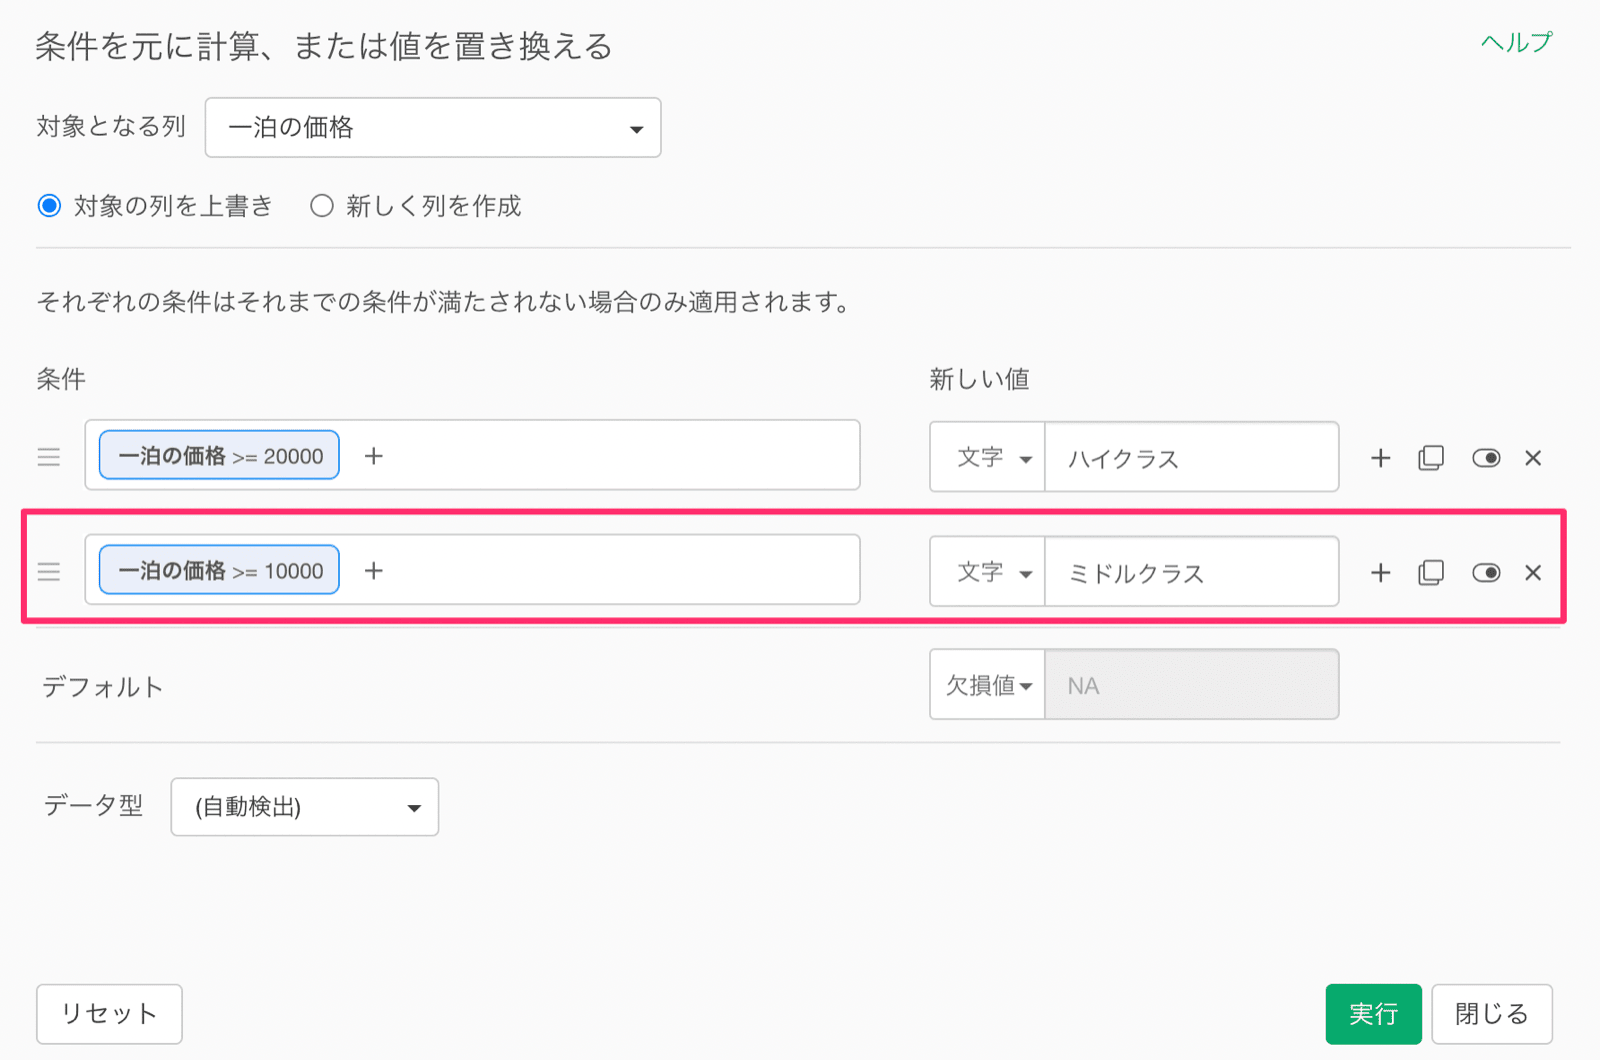 条件を元に計算、または値を置き換える
ヘルプ
対象となる列 一泊の価格
対象の列を上書き 新しく列を作成
それぞれの条件はそれまでの条件が満たされない場合のみ適用されます。
条件 新しい値
一泊の価格 >= 20000 + 文字 ハイクラス
一泊の価格 >= 10000 + 文字 ミドルクラス
デフォルト 欠損値 NA
データ型 (自動検出)
リセット 実行 閉じる